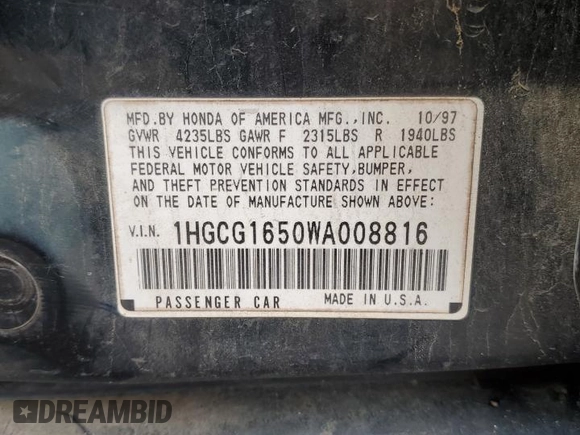 MFD. BY HONDA OF AMERICA MFG., INC. 10/97
GVWR 4235LBS GAWR F 2315LBS R 1940LBS
THIS VEHICLE CONFORMS TO ALL APPLICABLE
FEDERAL MOTOR VEHICLE SAFETY, BUMPER,
AND THEFT PREVENTION STANDARDS IN EFFECT
ON THE DATE OF MANUFACTURE SHOWN ABOVE:
V.I.N. 1HGCG1650WA008816
PASSENGER CAR MADE IN U.S.A.
DREAMBID